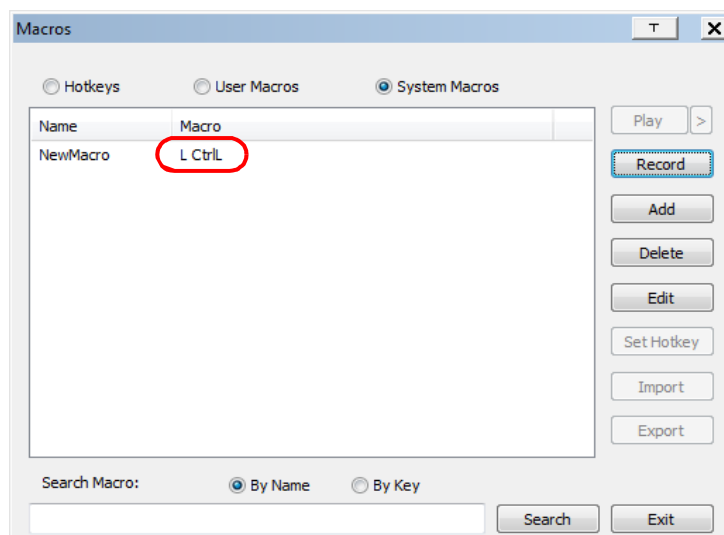 Macros
T
X
Hotkeys User Macros System Macros
Name Macro
NewMacro L CtrlL
Play >
Record
Add
Delete
Edit
Set Hotkey
Import
Export
Search Macro: By Name By Key
Search Exit